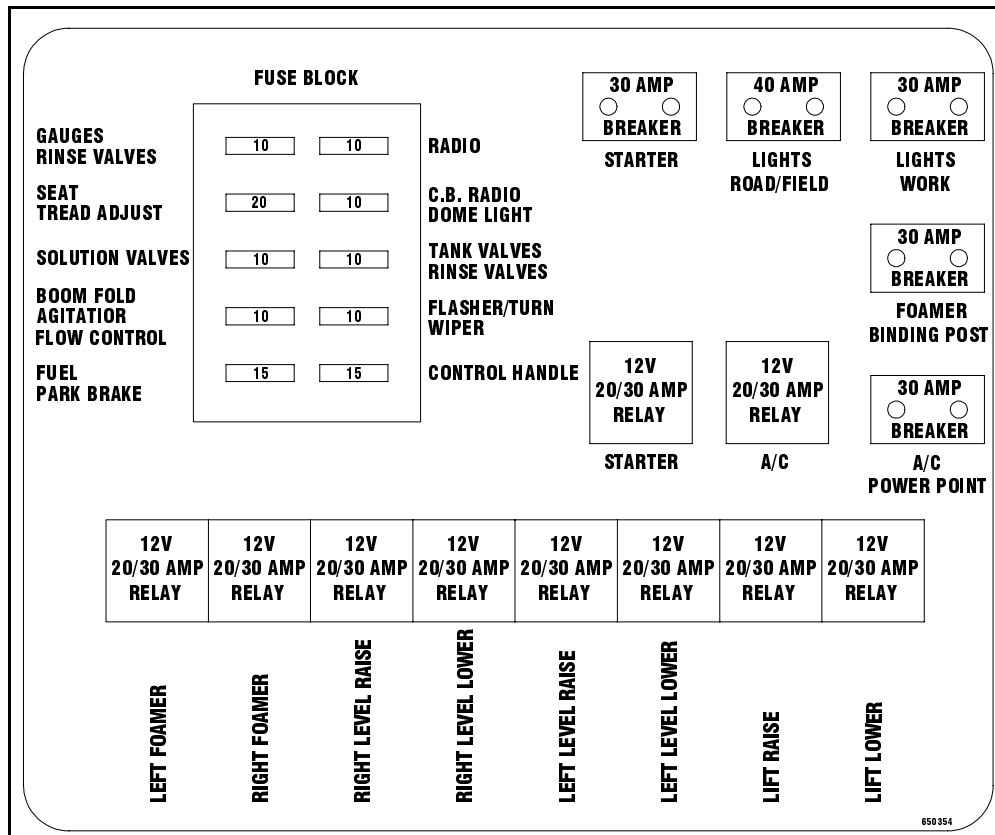 FUSE BLOCK
GAUGES
RINSE VALVES
10
10
RADIO
SEAT
TREAD ADJUST
20
10
C.B. RADIO
DOME LIGHT
SOLUTION VALVES
10
10
TANK VALVES
RINSE VALVES
BOOM FOLD
AGITATIOR
FLOW CONTROL
10
10
FLASHER/TURN
WIPER
FUEL
PARK BRAKE
15
15
CONTROL HANDLE
30 AMP
BREAKER
STARTER
40 AMP
BREAKER
LIGHTS
ROAD/FIELD
30 AMP
BREAKER
LIGHTS
WORK
30 AMP
BREAKER
FOAMER
BINDING POST
12V
20/30 AMP
RELAY
STARTER
12V
20/30 AMP
RELAY
A/C
30 AMP
BREAKER
A/C
POWER POINT
12V
20/30 AMP
RELAY
LEFT FOAMER
12V
20/30 AMP
RELAY
RIGHT FOAMER
12V
20/30 AMP
RELAY
RIGHT LEVEL RAISE
12V
20/30 AMP
RELAY
RIGHT LEVEL LOWER
12V
20/30 AMP
RELAY
LEFT LEVEL RAISE
12V
20/30 AMP
RELAY
LEFT LEVEL LOWER
12V
20/30 AMP
RELAY
LIFT RAISE
12V
20/30 AMP
RELAY
LIFT LOWER
650354